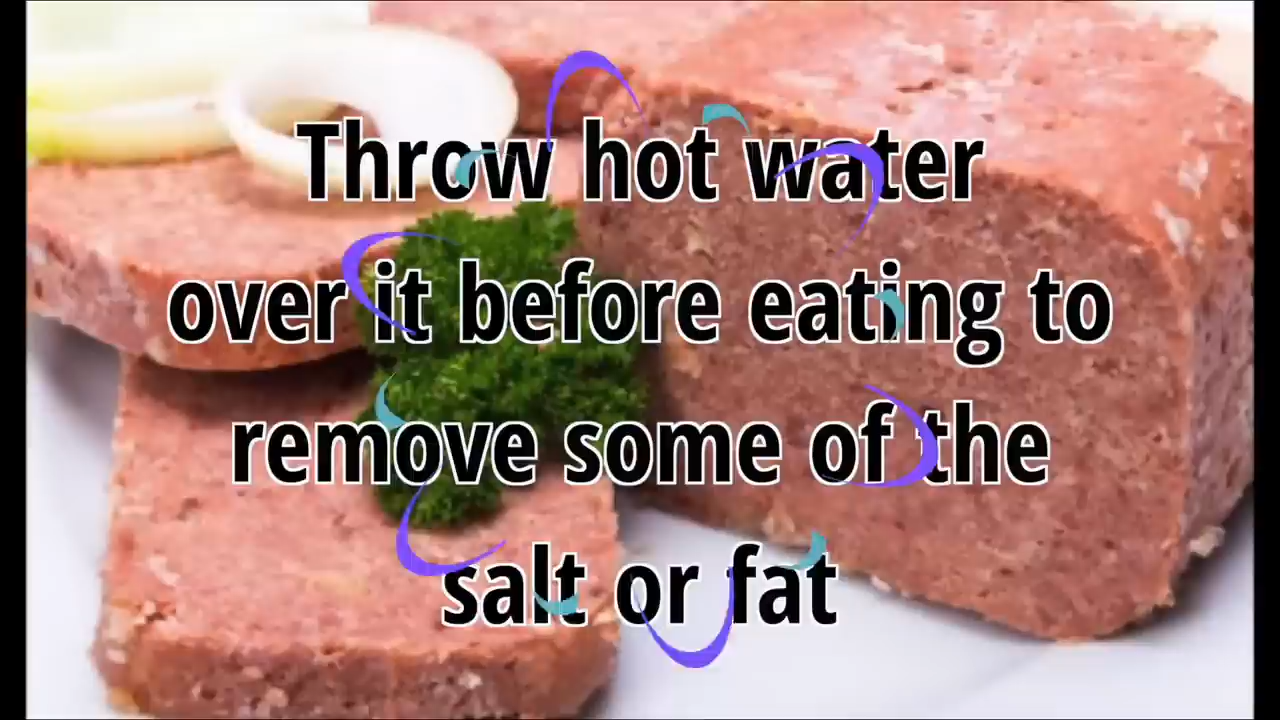 Throw hot water
over it before eating to
remove some of the
salt or fat